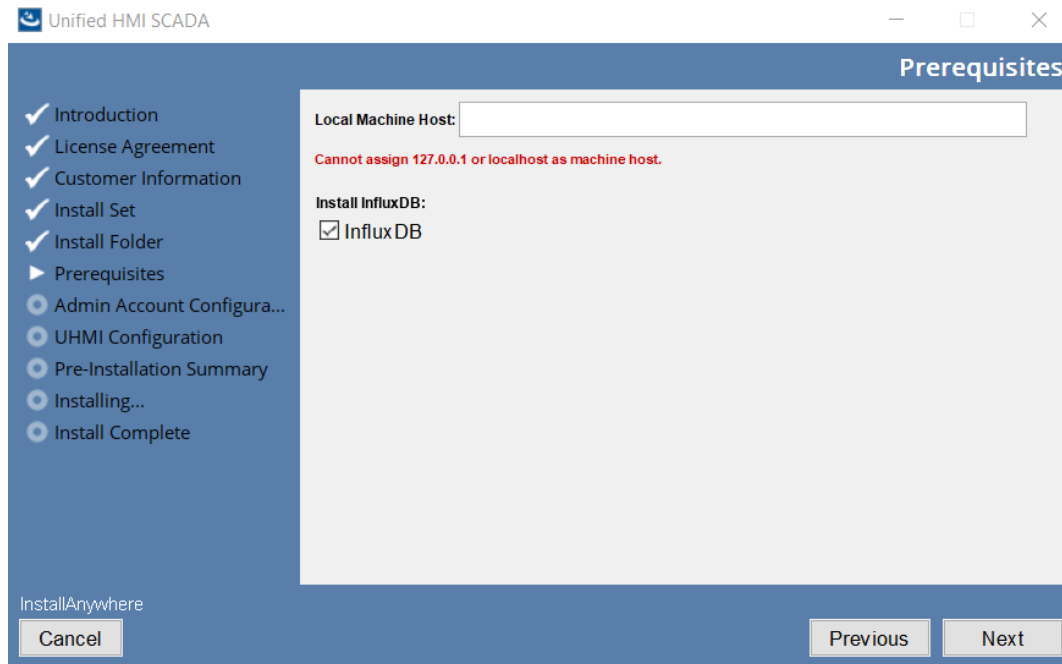 Unified HMI SCADA
Prerequisites
Introduction
License Agreement
Customer Information
Install Set
Install Folder
Prerequisites
Admin Account Configura...
UHMI Configuration
Pre-Installation Summary
Installing...
Install Complete
Local Machine Host:
Cannot assign 127.0.0.1 or localhost as machine host.
Install InfluxDB:
InfluxDB
InstallAnywhere
Cancel
Previous
Next